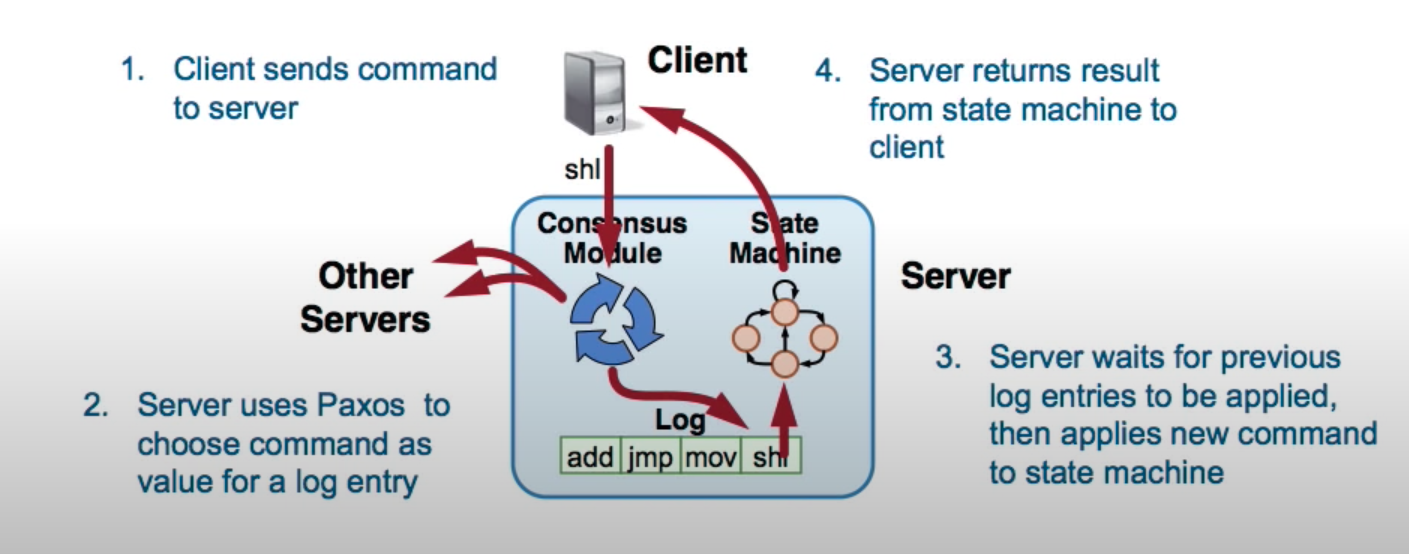 1. Client sends command
to server
Client
4. Server returns result
from state machine to
client
shl
Consensus
Module
State
Machine
Other
Servers
Server
2. Server uses Paxos to
choose command as
value for a log entry
Log
add jmp mov shl
3. Server waits for previous
log entries to be applied,
then applies new command
to state machine